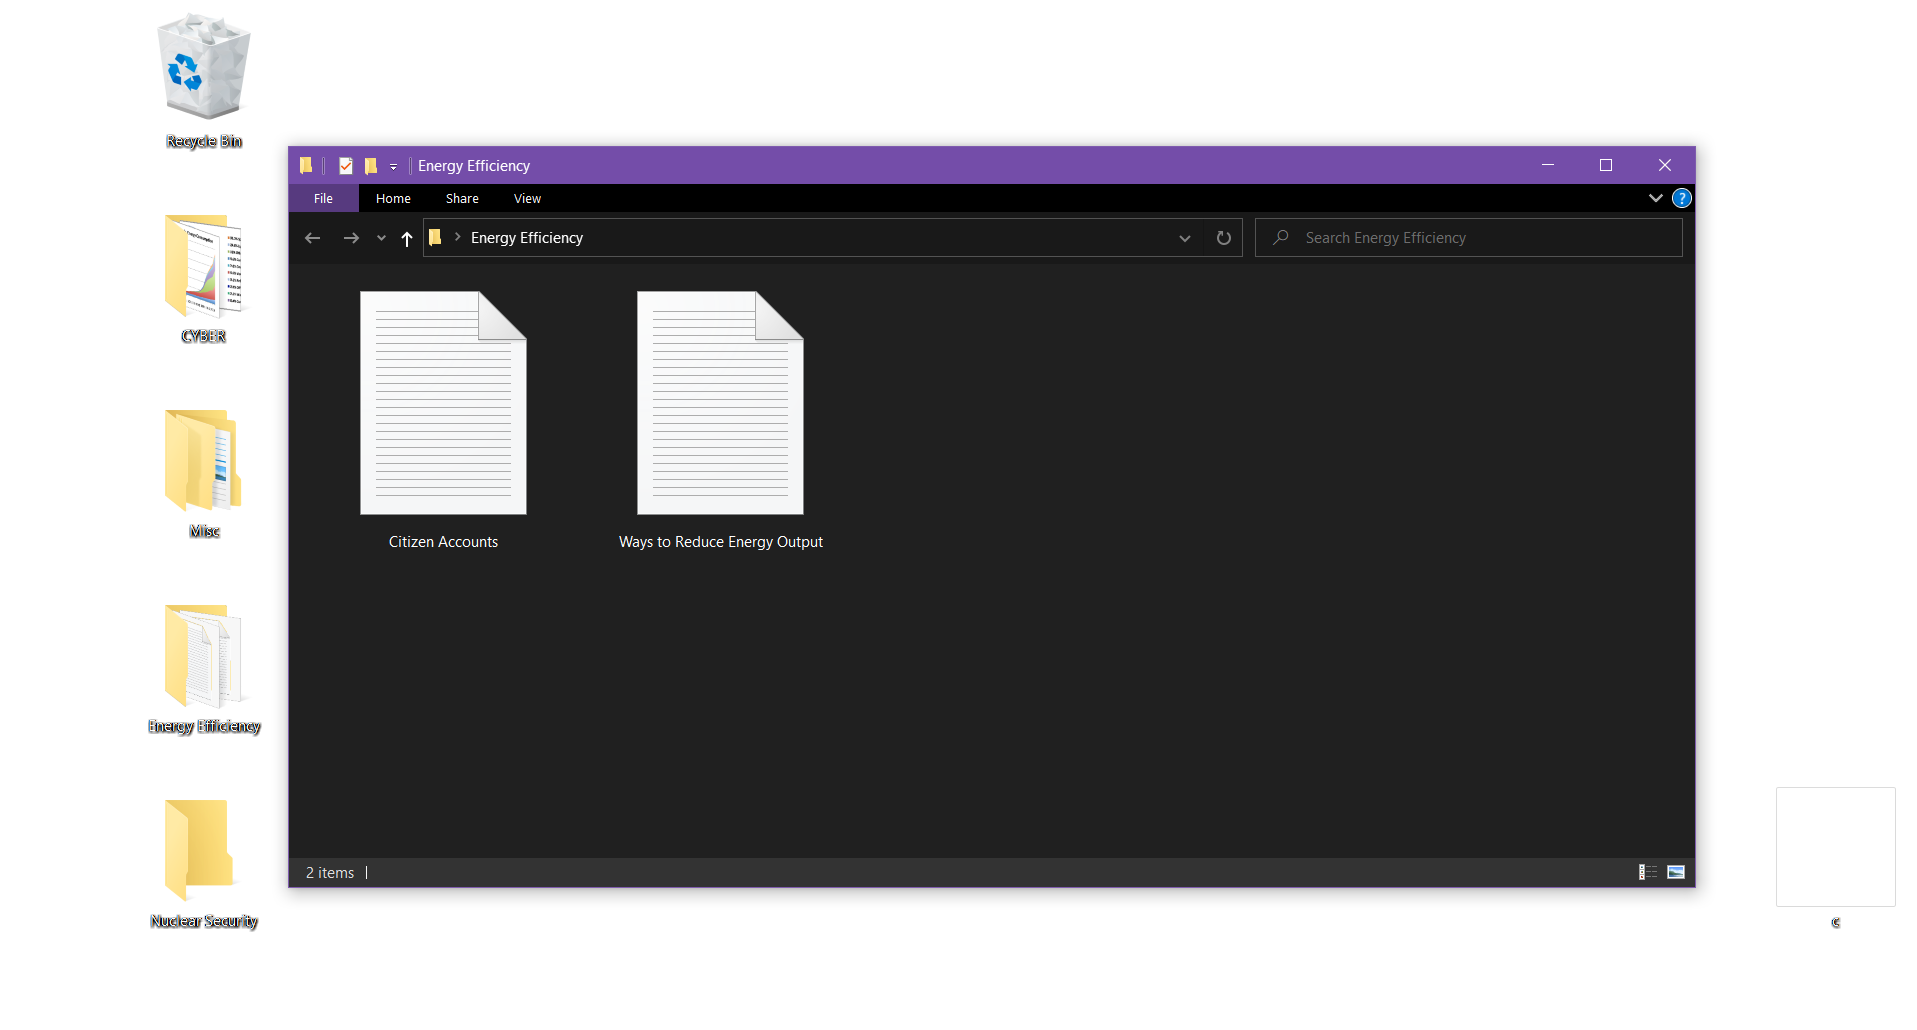 Recycle Bin
CYBER
Misc
Energy Efficiency
Nuclear Security
Energy Efficiency
File Home Share View
?
Energy Efficiency
Search Energy Efficiency
Citizen Accounts
Ways to Reduce Energy Output
2 items
c